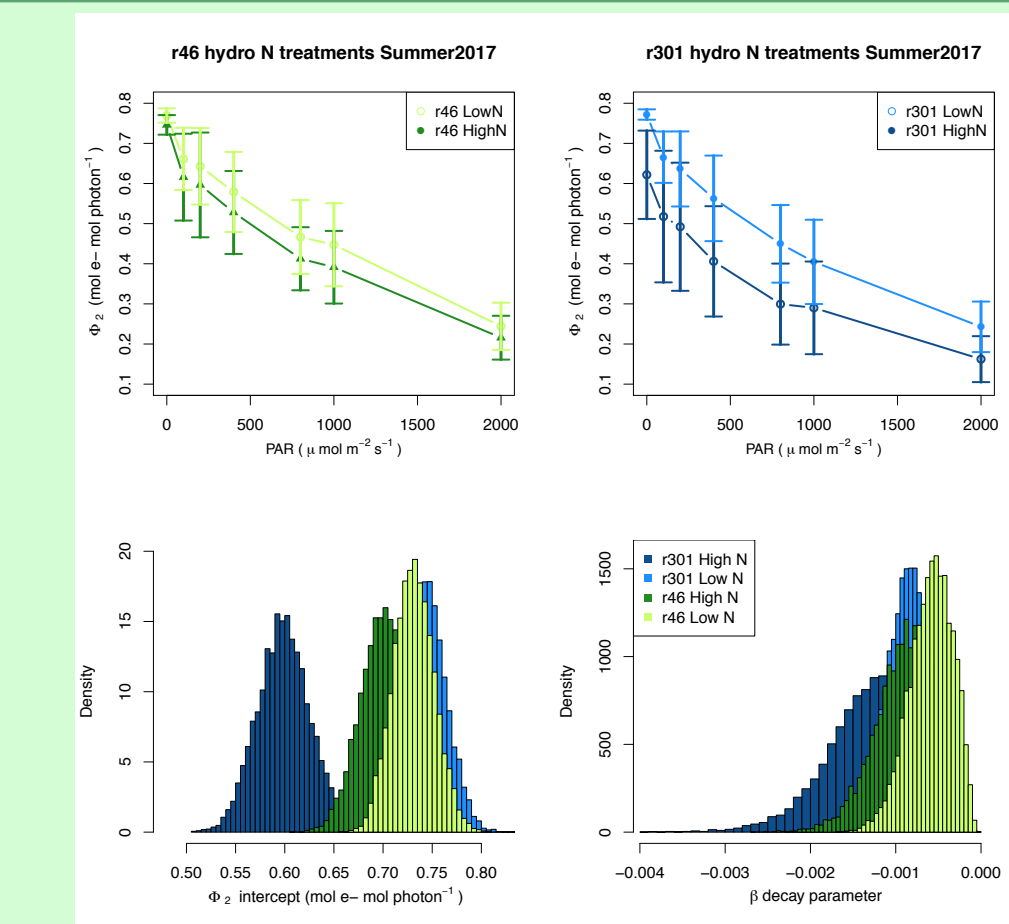 r46 hydro N treatments Summer2017
0.1 0.2 0.3 0.4 0.5 0.6 0.7 0.8
Φ 2 (mol e− mol photon−1 )
r46 LowN
r46 HighN
0 500 1000 1500 2000
PAR ( μ mol m−2 s−1 )
r301 hydro N treatments Summer2017
0.1 0.2 0.3 0.4 0.5 0.6 0.7 0.8
Φ 2 (mol e− mol photon−1 )
r301 LowN
r301 HighN
0 500 1000 1500 2000
PAR ( μ mol m−2 s−1 )
0 5 10 15 20
Density
0.50 0.55 0.60 0.65 0.70 0.75 0.80
Φ 2 intercept (mol e− mol photon−1 )
0 500 1000 1500
Density
r301 High N
r301 Low N
r46 High N
r46 Low N
−0.004 −0.003 −0.002 −0.001 0.000
β decay parameter